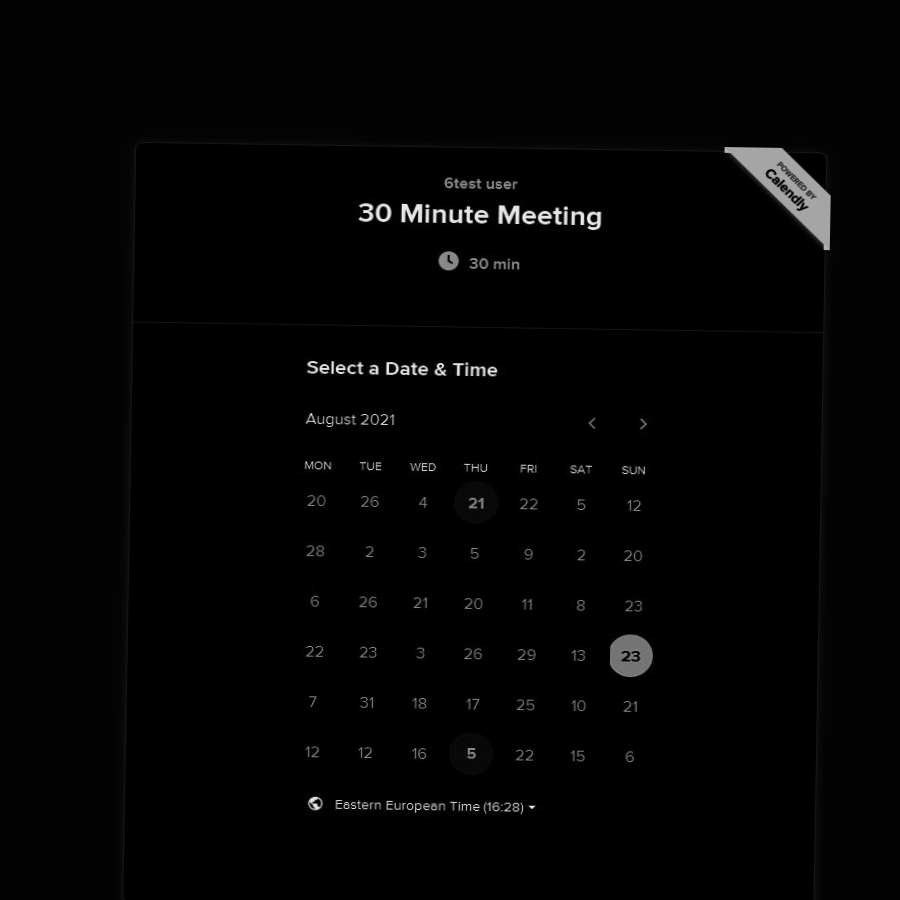 POWERED BY
Calendly
6test user
30 Minute Meeting
30 min
Select a Date & Time
August 2021
MON TUE WED THU FRI SAT SUN
20 26 4 21 22 5 12
28 2 3 5 9 2 20
6 26 21 20 11 8 23
22 23 3 26 29 13 23
7 31 18 17 25 10 21
12 12 16 5 22 15 6
Eastern European Time (16:28)